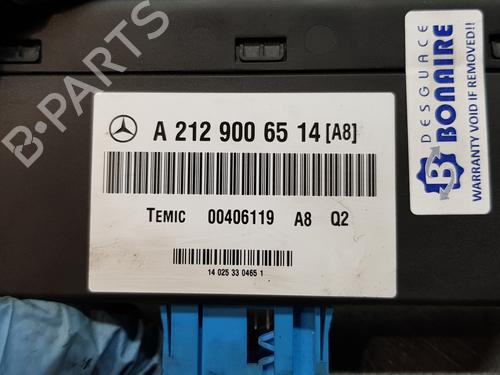 B-PARTS
A 212 900 65 14 [A8]
TEMIC 00406119 A8 Q2
14 025 33 0465 1
DESGUACE
BONAIRE
WARRANTY VOID IF REMOVED!!